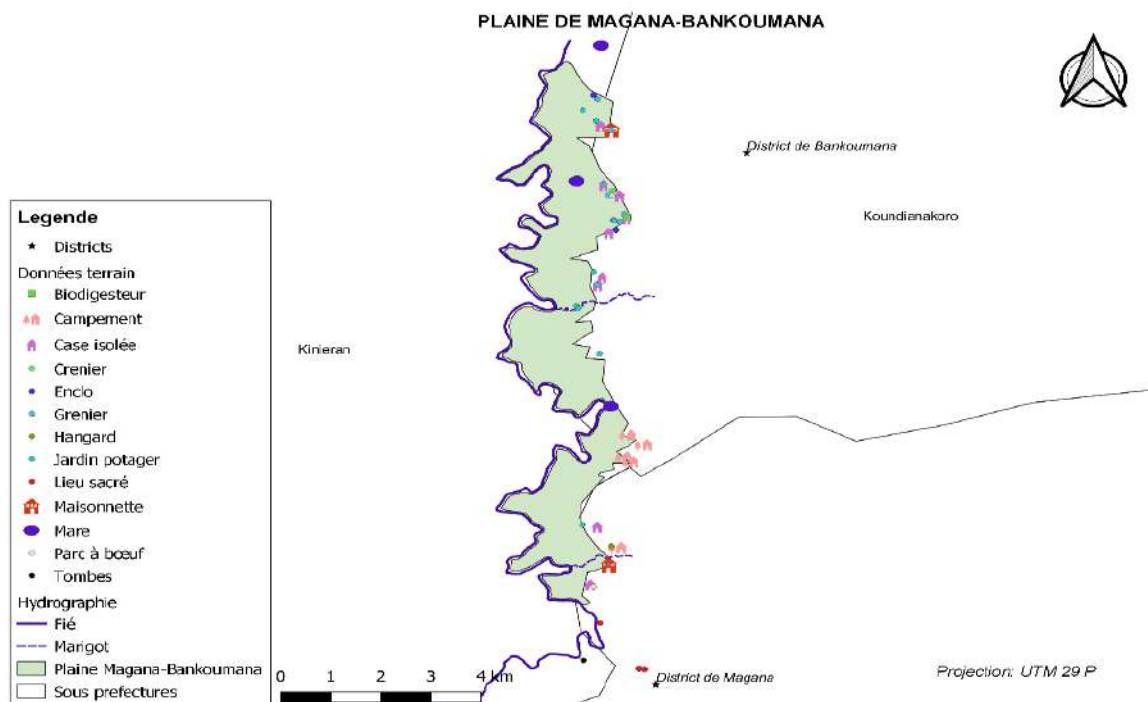 PLAINE DE MAGANA-BANKOUMANA
District de Bankoumana
Koundianakoro
Kinieran
Legende
Districts
Données terrain
Biodigesteur
Campement
Case isolée
Crenier
Enclo
Grenier
Hangard
Jardin potager
Lieu sacré
Maisonnette
Mare
Parc à bœuf
Tombes
Hydrographie
Fié
Marigot
Plaine Magana-Bankoumana
Sous prefectures
0 1 2 3 4 km
District de Magana
Projection: UTM 29 P